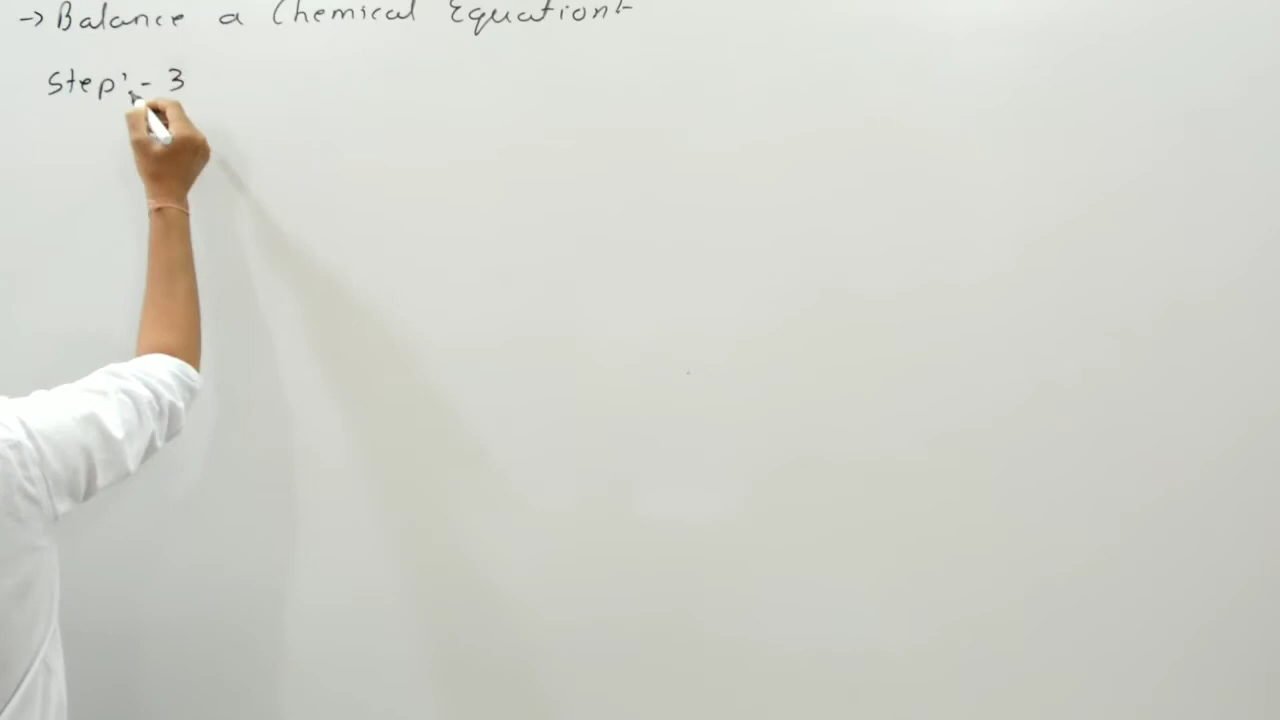 → Balance a Chemical Equation:-
Step:- 3